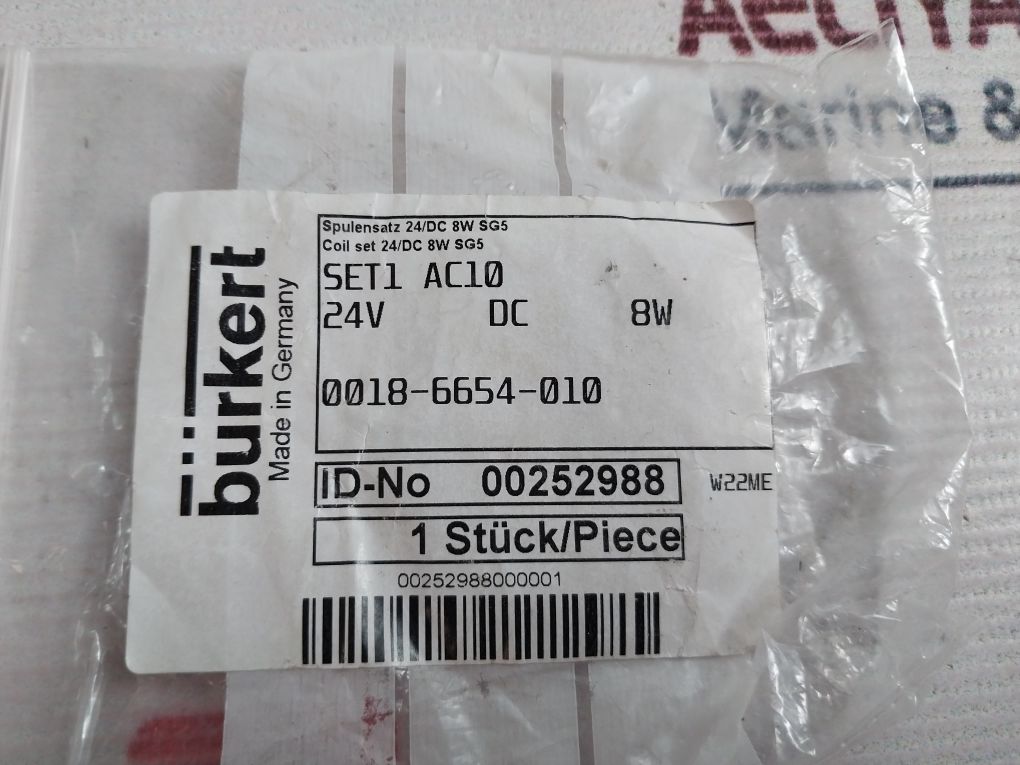 Marine &
bürkert
Made in Germany
Spulensatz 24/DC 8W SG5
Coil set 24/DC 8W SG5
SET1 AC10
24V DC 8W
0018-6654-010
ID-No 00252988
W22ME
1 Stück/Piece
00252988000001